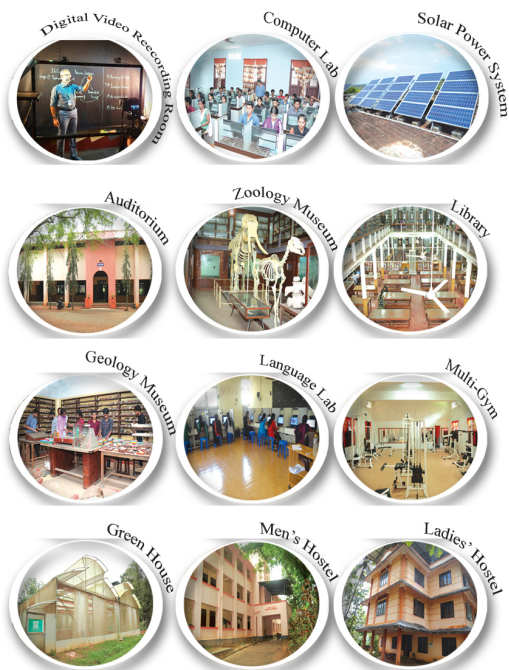 Digital Video Reecording Room
Computer Lab
Solar Power System
Auditorium
Zoology Museum
Library
Geology Museum
Language Lab
Multi-Gym
Green House
Men's Hostel
Ladies' Hostel